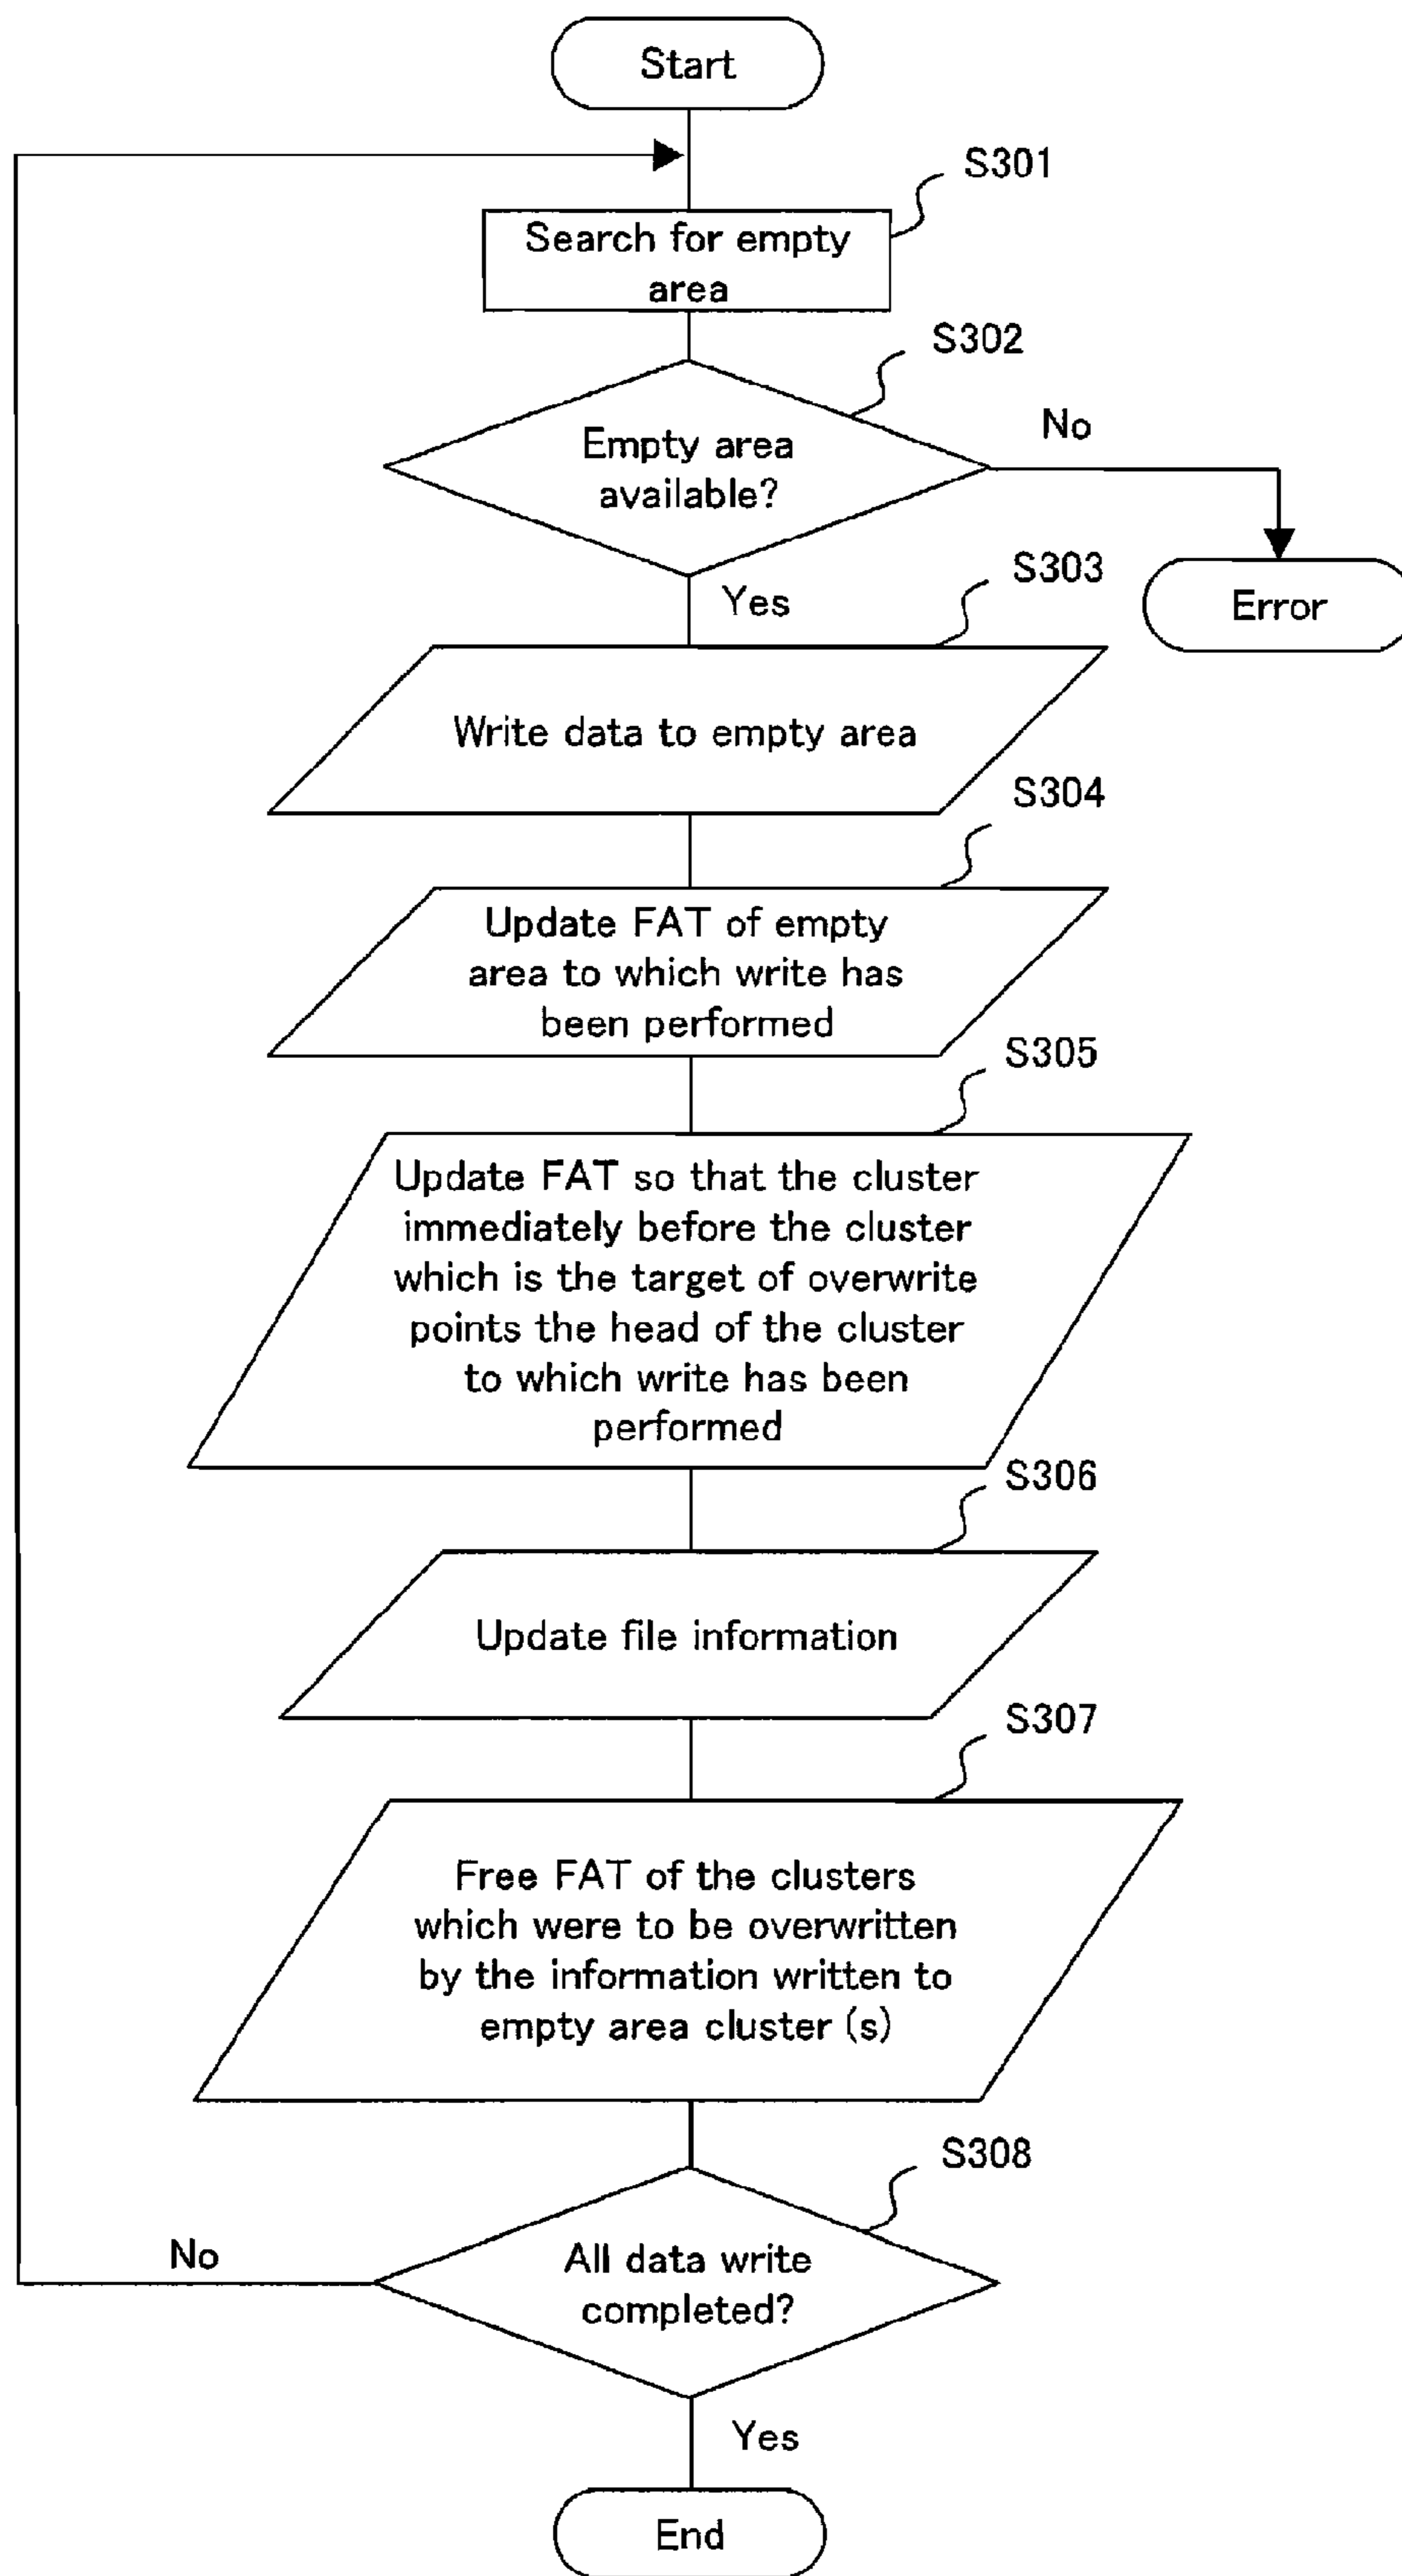 Start
S301
Search for empty
area
S302
Empty area
available?
No
Error
Yes
S303
Write data to empty area
S304
Update FAT of empty
area to which write has
been performed
S305
Update FAT so that the cluster
immediately before the cluster
which is the target of overwrite
points the head of the cluster
to which write has been
performed
S306
Update file information
S307
Free FAT of the clusters
which were to be overwritten
by the information written to
empty area cluster (s)
S308
All data write
completed?
No
Yes
End